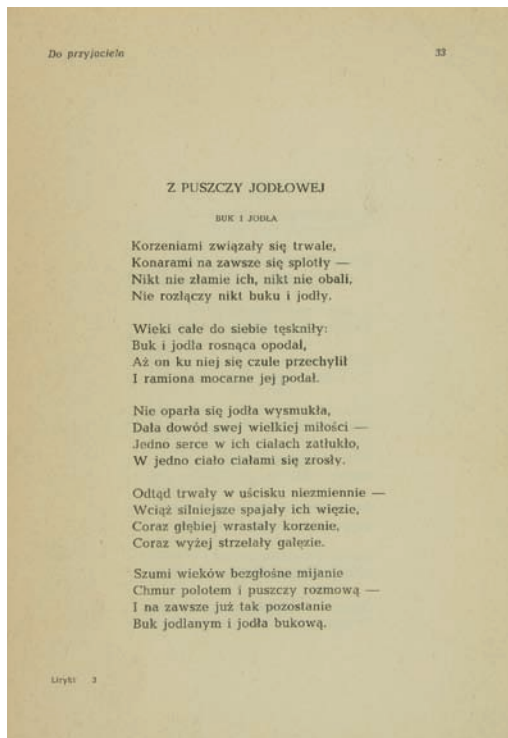 Do przyjaciela 33
Z PUSZCZY JODŁOWEJ
BUK I JODŁA
Korzeniami związały się trwale,
Konarami na zawsze się splotły —
Nikt nie złamie ich, nikt nie obali,
Nie rozłączy nikt buku i jodły.
Wieki całe do siebie tęskniły:
Buk i jodła rosnąca opodal,
Aż on ku niej się czule przechylił
I ramiona mocarne jej podał.
Nie oparła się jodła wysmukła,
Dała dowód swej wielkiej miłości —
Jedno serce w ich ciałach zatłukło,
W jedno ciało ciałami się zrosły.
Odtąd trwały w uścisku niezmiennie —
Wciąż silniejsze spajały ich więzie,
Coraz głębiej wrastały korzenie,
Coraz wyżej strzelały gałęzie.
Szumi wieków bezgłośne mijanie
Chmur polotem i puszczy rozmową —
I na zawsze już tak pozostanie
Buk jodlanym i jodła bukową.
Liryki 3